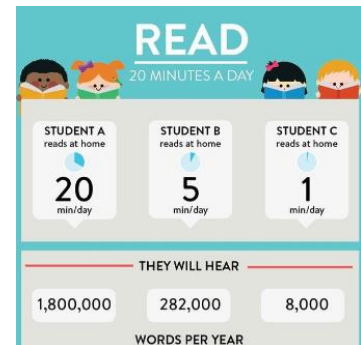 READ
20 MINUTES A DAY
STUDENT A
reads at home
20
min/day
STUDENT B
reads at home
5
min/day
STUDENT C
reads at home
1
min/day
THEY WILL HEAR
1,800,000
282,000
8,000
WORDS PER YEAR